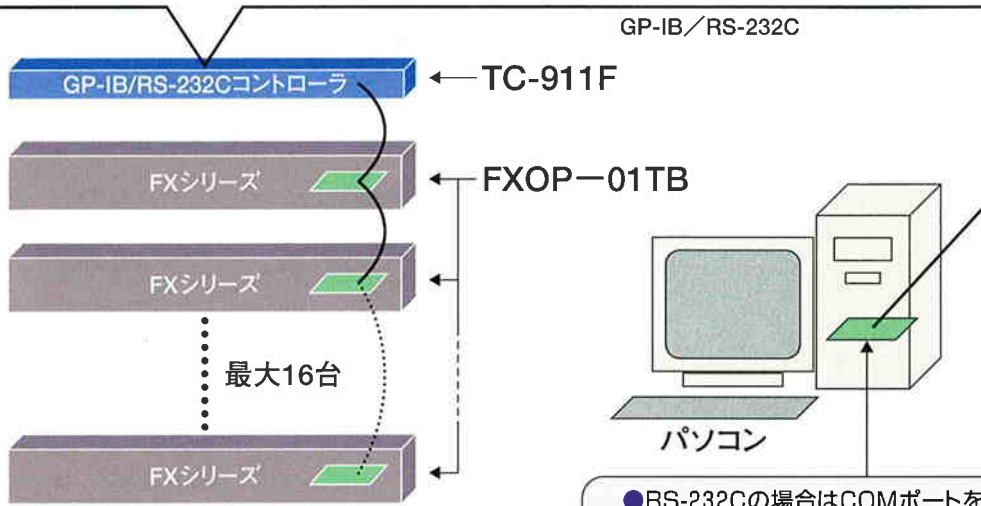 GP-IB／RS-232C
GP-IB/RS-232Cコントローラ
TC-911F
FXシリーズ
FXOP－01TB
FXシリーズ
最大16台
FXシリーズ
パソコン
●RS-232Cの場合はCOMポートを